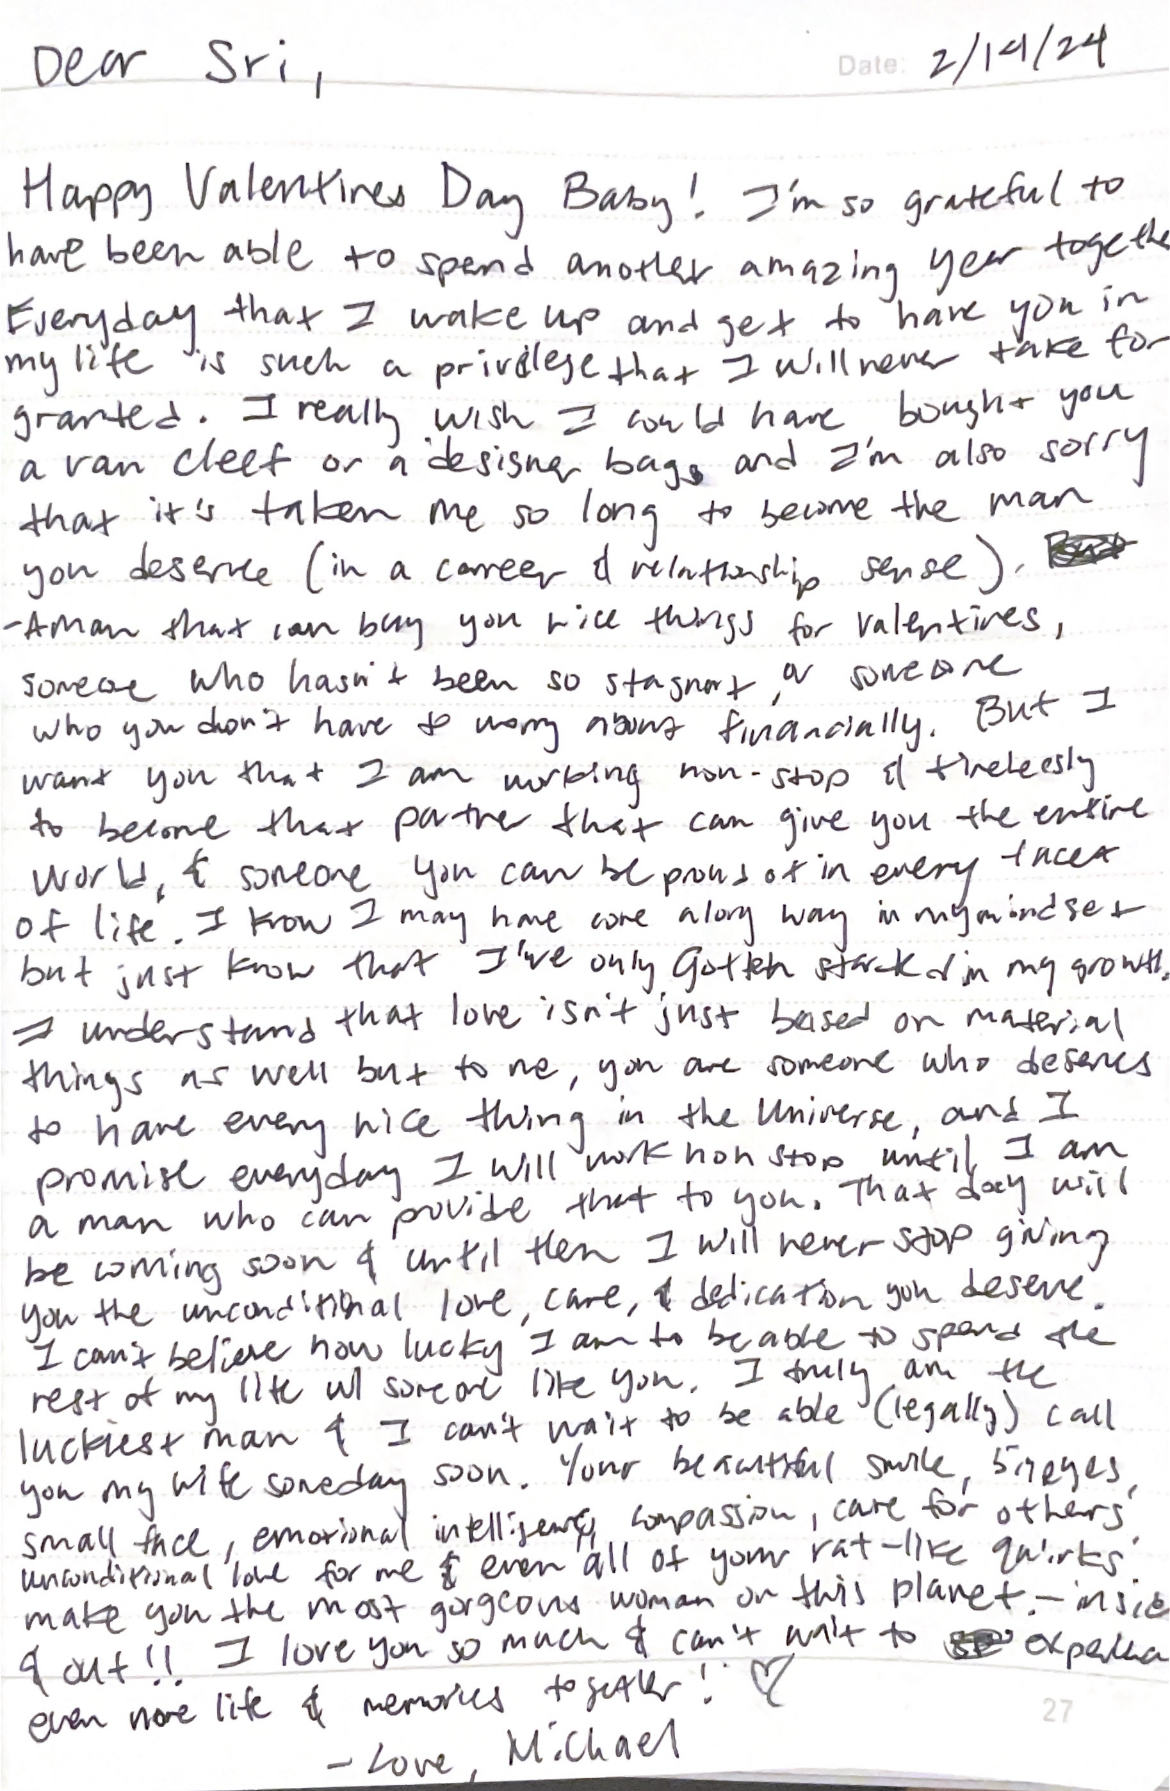 Dear Sri,
Date: 2/14/24
Happy Valentines Day Baby! I'm so grateful to
have been able to spend another amazing year togethe
Everyday that I wake up and get to have you in
my life is such a privilege that I will never take for
granted. I really wish I could have bought you
a van cleef or a designer bags and I'm also sorry
that it's taken me so long to become the man
you deserve (in a carreer & relationship sense).
-A man that can buy you nice things for valentines,
someone who hasn't been so stagnant, or someone
who you don't have to worry about financially. But I
want you that I am working non-stop & tirelessly
to become that partner that can give you the entire
world, & someone you can be proud of in every facet
of life. I know I may have come a long way in my mindset
but just know that I've only Gotten started in my growth.
I understand that love isn't just based on material
things as well but to me, you are someone who deserves
to have every nice thing in the Universe, and I
promise everyday I will work non stop until I am
a man who can provide that to you. That day will
be coming soon & until then I will never stop giving
you the unconditional love, care, & dedication you deserve.
I can't believe how lucky I am to be able to spend the
rest of my life w/ someone like you. I truly am the
luckiest man & I can't wait to be able (legally) call
you my wife someday soon. Your beautiful smile, eyes,
small face, emotional intelligence, compassion, care for others,
unconditional love for me & even all of your rat-like quirks
make you the most gorgeous woman on this planet. - insie
& out!! I love you so much & can't wait to
even more life & memories together! ♡
- Love, Michael
27